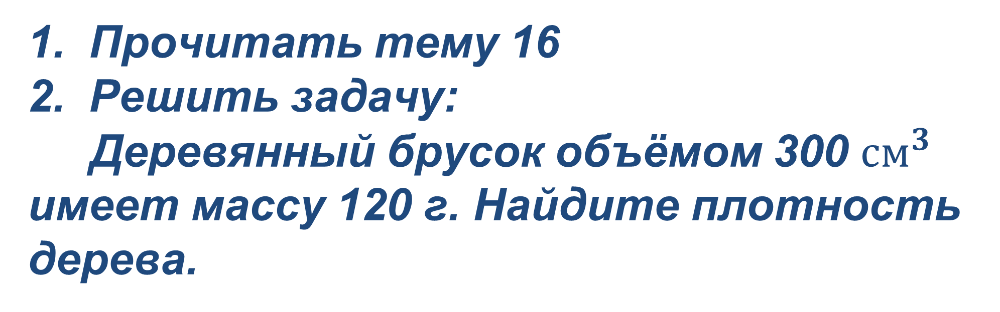 1. Прочитать тему 16
2. Решить задачу:
Деревянный брусок объёмом 300 см³
имеет массу 120 г. Найдите плотность
дерева.